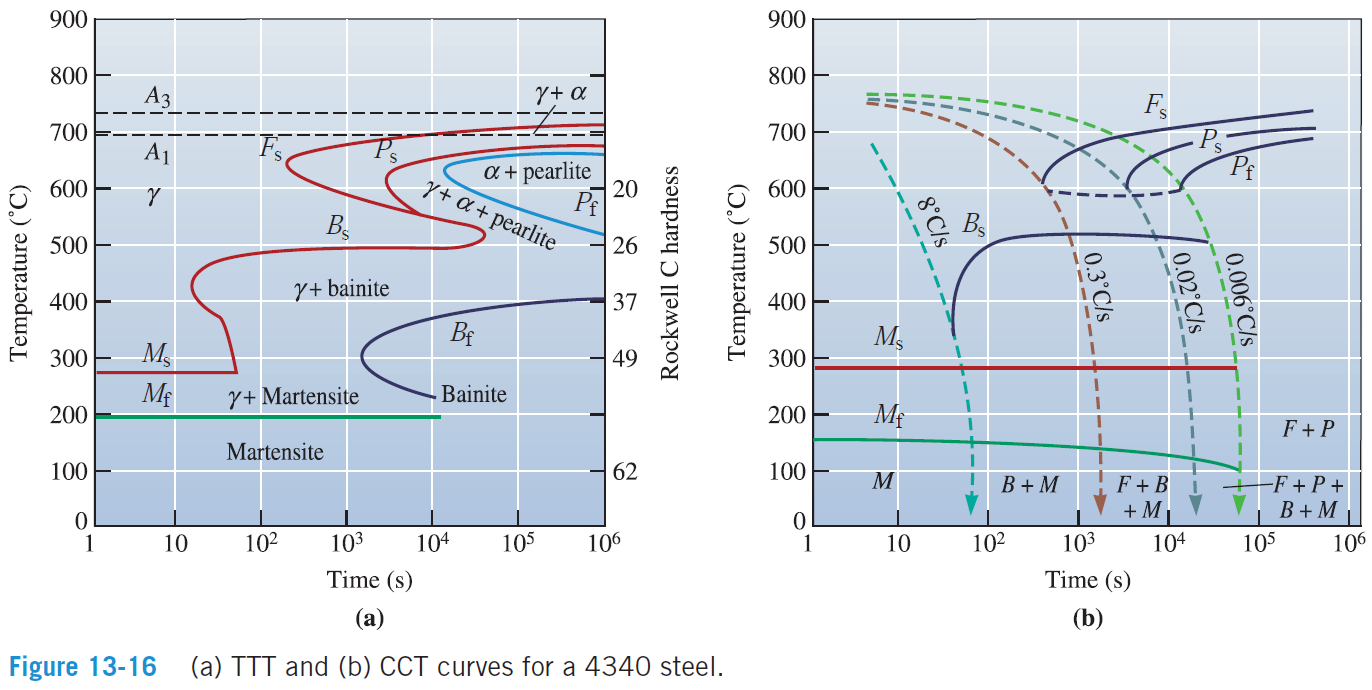 900
800
700
600
500
400
300
200
100
0
Temperature (°C)
A3
A1
γ
γ + α
Fs
Ps
α + pearlite
γ + α + pearlite
Pf
Bs
γ + bainite
Bf
Ms
Mf
γ + Martensite
Bainite
Martensite
20
26
37
49
62
Rockwell C hardness
1 10 10² 10³ 10⁴ 10⁵ 10⁶
Time (s)
(a)
900
800
700
600
500
400
300
200
100
0
Temperature (°C)
Fs
Ps
Pf
8°C/s
Bs
0.3°C/s
0.02°C/s
0.006°C/s
Ms
Mf
F + P
M
B + M
F + B
+ M
F + P +
B + M
1 10 10² 10³ 10⁴ 10⁵ 10⁶
Time (s)
(b)
Figure 13-16 (a) TTT and (b) CCT curves for a 4340 steel.